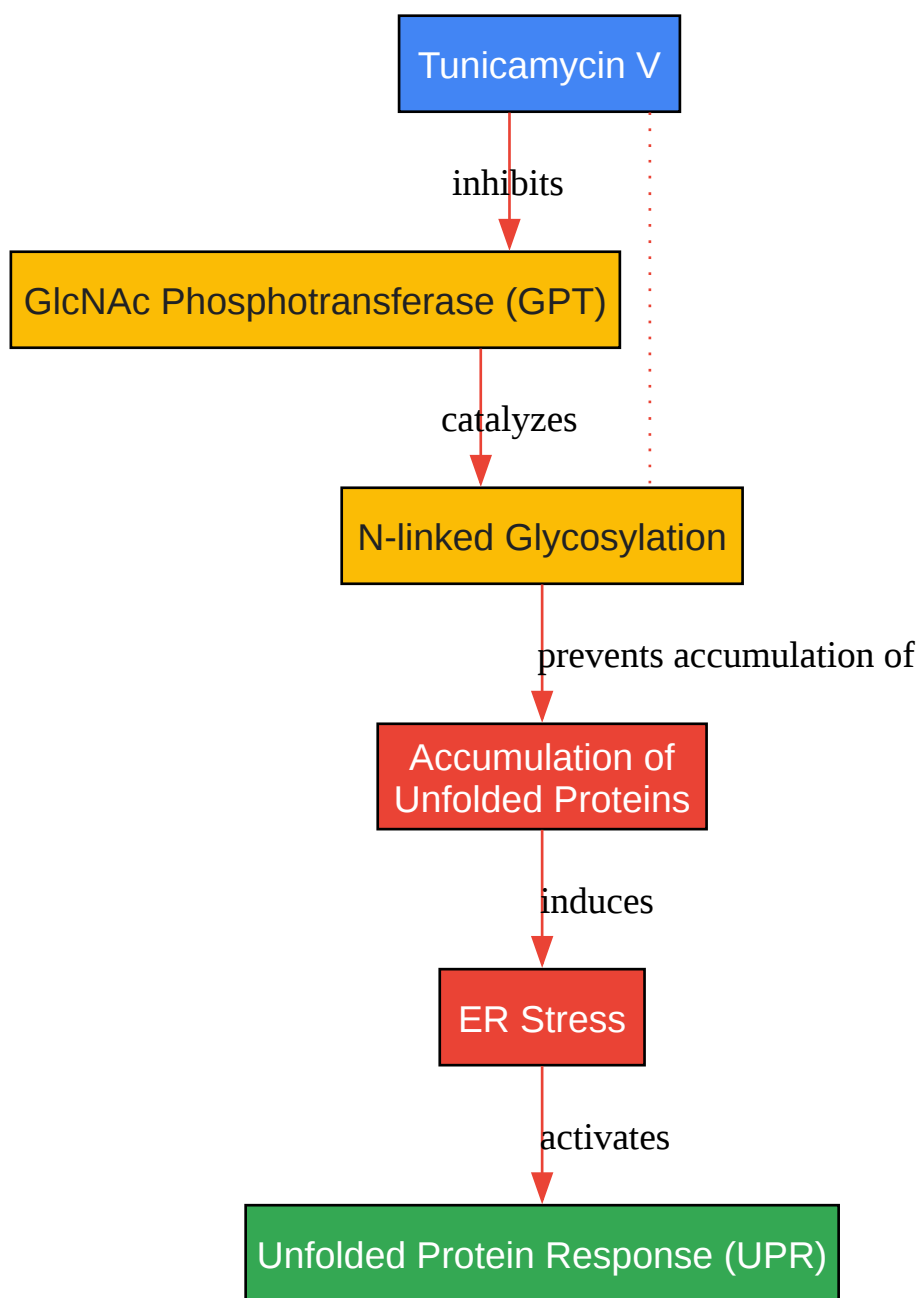 Tunicamycin V
inhibits
GlcNAc Phosphotransferase (GPT)
catalyzes
N-linked Glycosylation
prevents accumulation of
Accumulation of
Unfolded Proteins
induces
ER Stress
activates
Unfolded Protein Response (UPR)